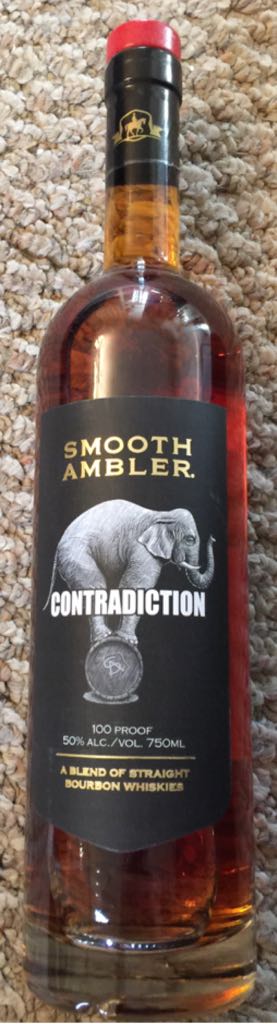 SMOOTH
AMBLER.
CONTRADICTION
100 PROOF
50% ALC./VOL. 750ML
A BLEND OF STRAIGHT
BOURBON WHISKIES